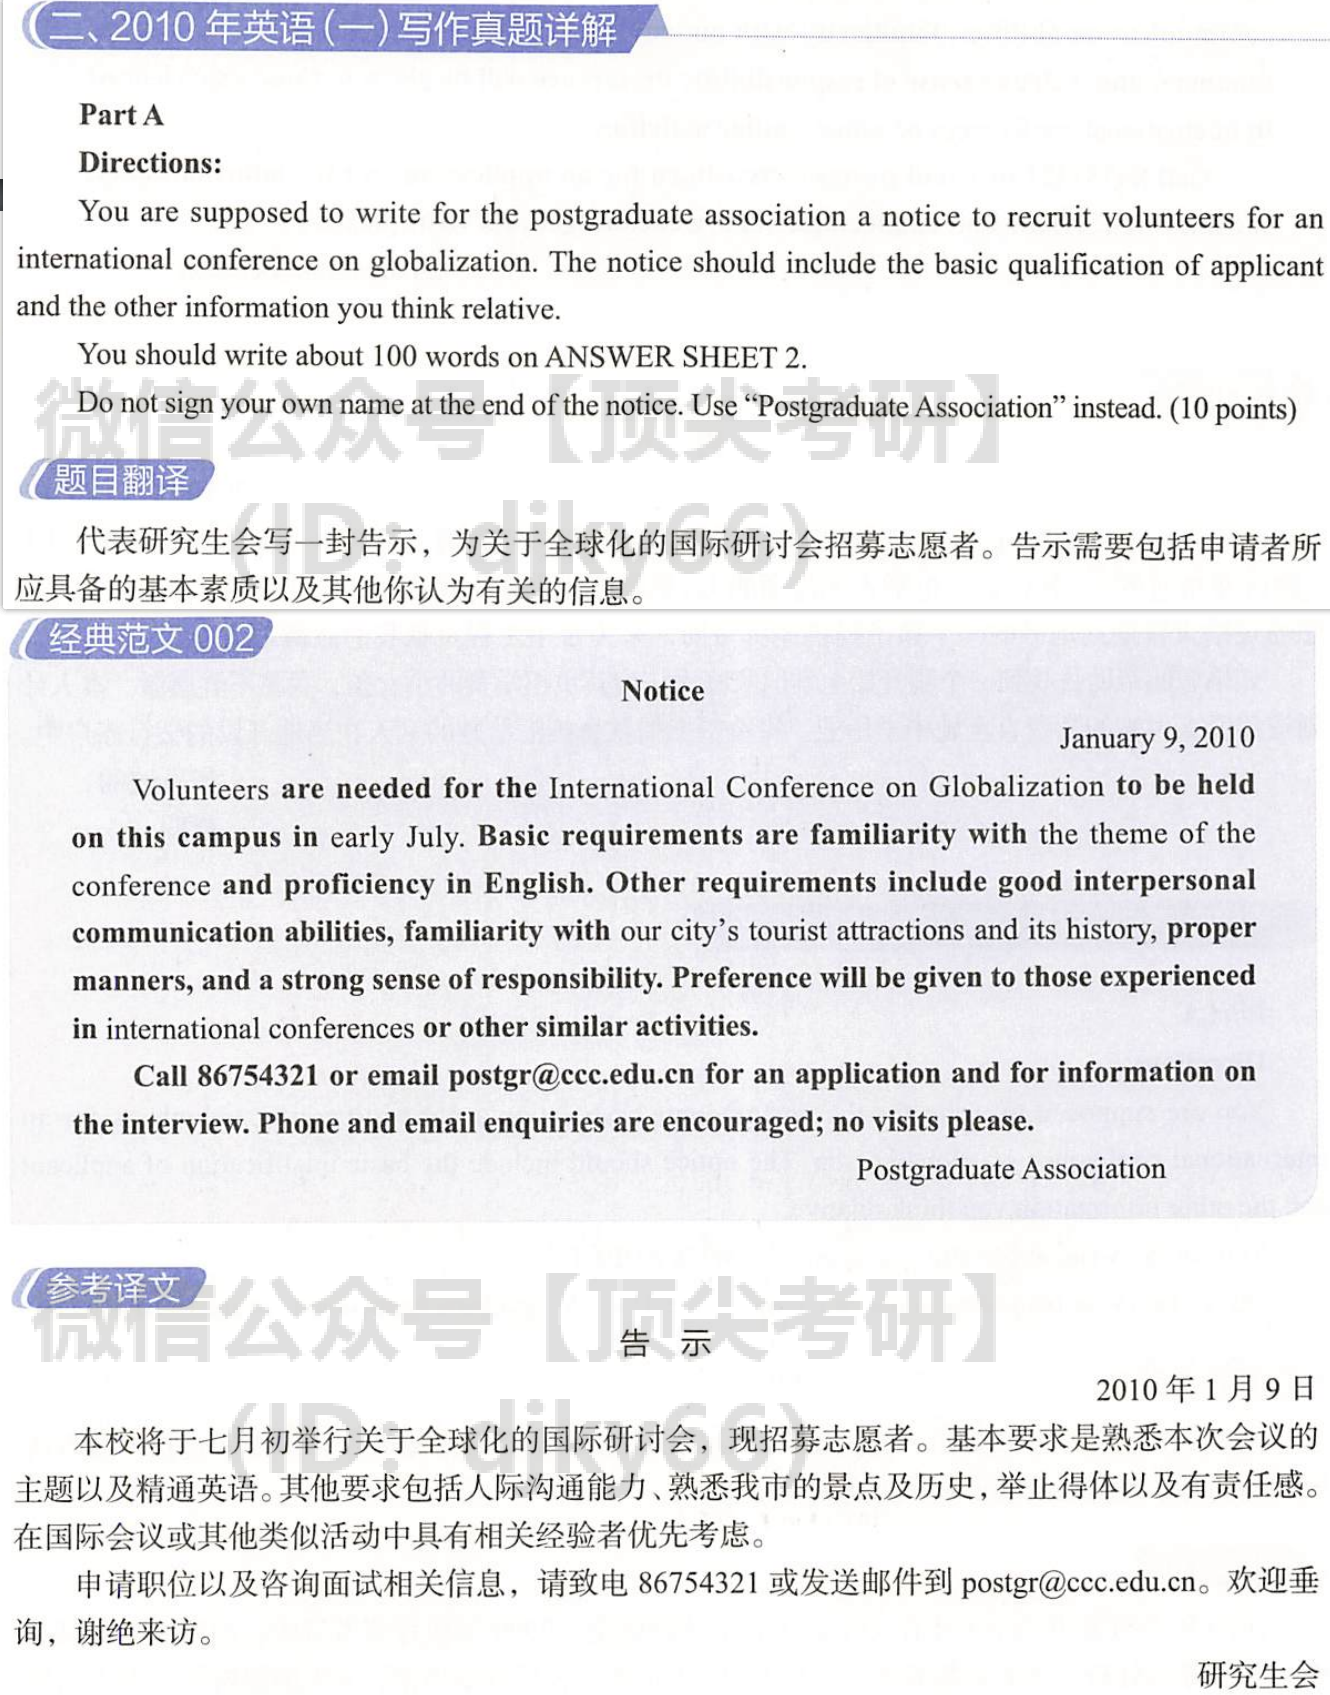 二、2010 年英语(一)写作真题详解
Part A
Directions:
You are supposed to write for the postgraduate association a notice to recruit volunteers for an
international conference on globalization. The notice should include the basic qualification of applicant
and the other information you think relative.
You should write about 100 words on ANSWER SHEET 2.
Do not sign your own name at the end of the notice. Use “Postgraduate Association” instead. (10 points)
微信公众号【顶尖考研】
题目翻译
(ID: djky66)
代表研究生会写一封告示，为关于全球化的国际研讨会招募志愿者。告示需要包括申请者所
应具备的基本素质以及其他你认为有关的信息。
经典范文 002
Notice
January 9, 2010
Volunteers are needed for the International Conference on Globalization to be held
on this campus in early July. Basic requirements are familiarity with the theme of the
conference and proficiency in English. Other requirements include good interpersonal
communication abilities, familiarity with our city’s tourist attractions and its history, proper
manners, and a strong sense of responsibility. Preference will be given to those experienced
in international conferences or other similar activities.
Call 86754321 or email postgr@ccc.edu.cn for an application and for information on
the interview. Phone and email enquiries are encouraged; no visits please.
Postgraduate Association
参考译文
微信公众号【顶尖考研】
告 示
2010 年 1 月 9 日
(ID: djky66)
本校将于七月初举行关于全球化的国际研讨会，现招募志愿者。基本要求是熟悉本次会议的
主题以及精通英语。其他要求包括人际沟通能力、熟悉我市的景点及历史，举止得体以及有责任感。
在国际会议或其他类似活动中具有相关经验者优先考虑。
申请职位以及咨询面试相关信息，请致电 86754321 或发送邮件到 postgr@ccc.edu.cn。欢迎垂
询，谢绝来访。
研究生会